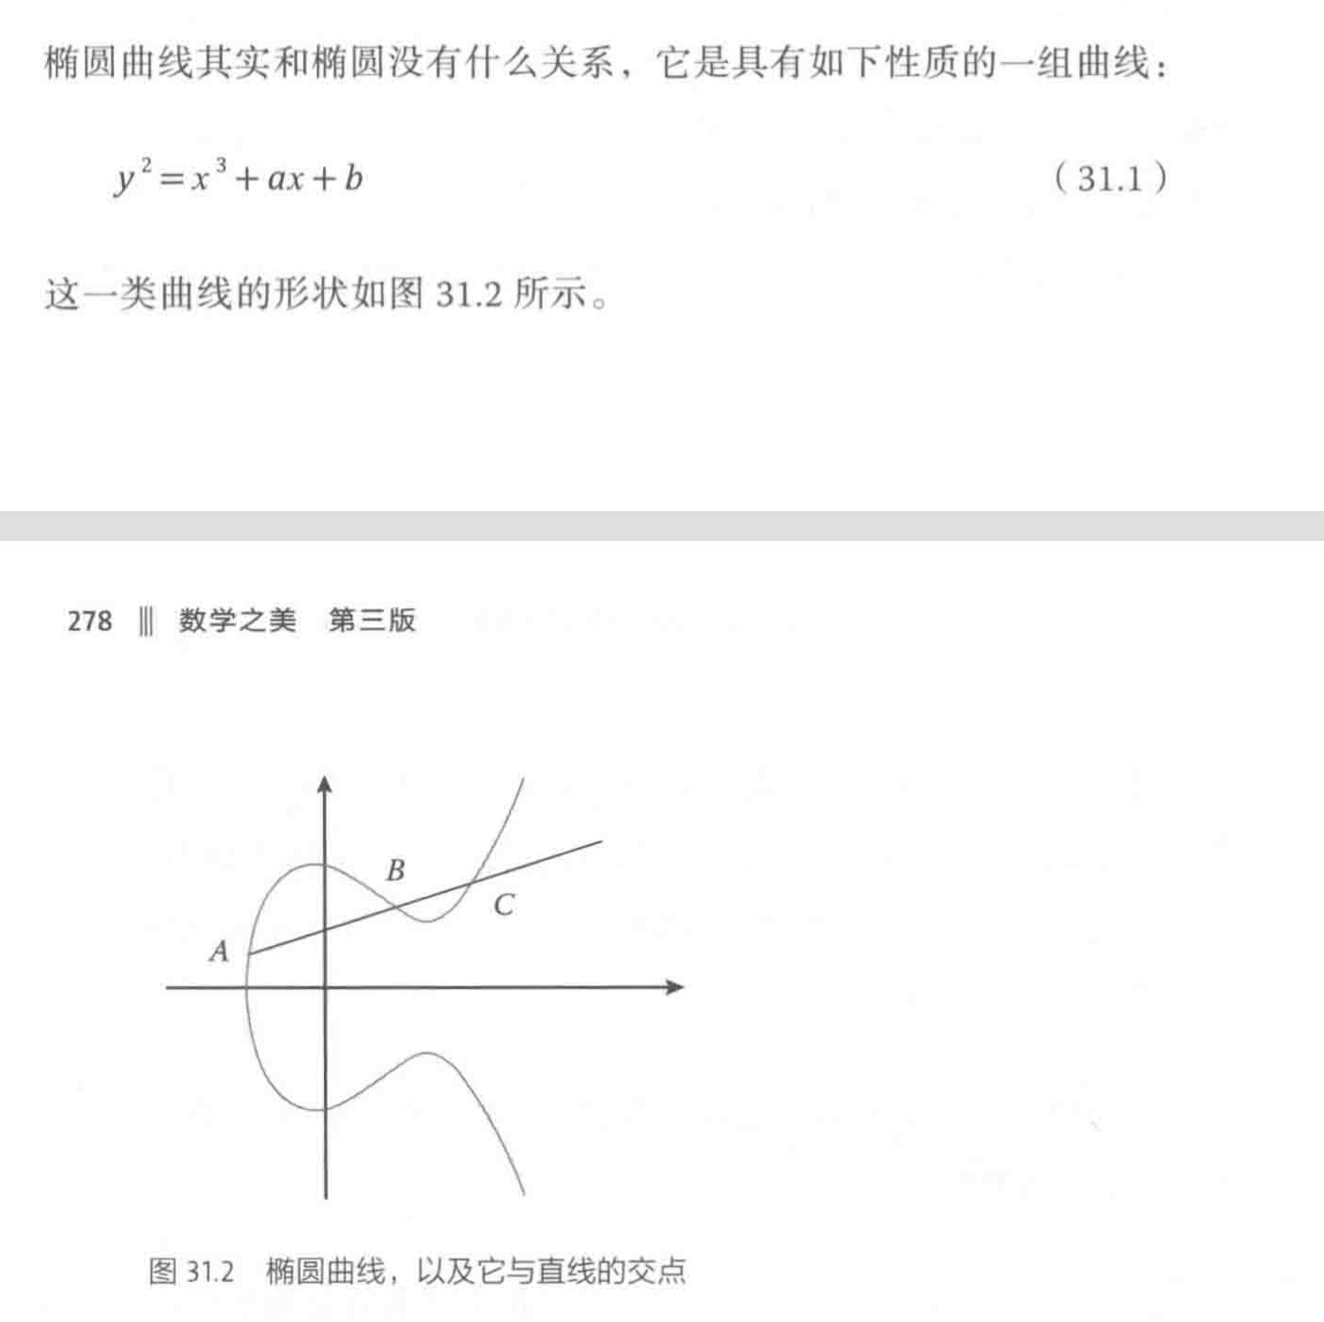 椭圆曲线其实和椭圆没有什么关系，它是具有如下性质的一组曲线：
y²=x³+ax+b （31.1）
这一类曲线的形状如图 31.2 所示。
278 ||| 数学之美 第三版
B
C
A
图 31.2 椭圆曲线，以及它与直线的交点